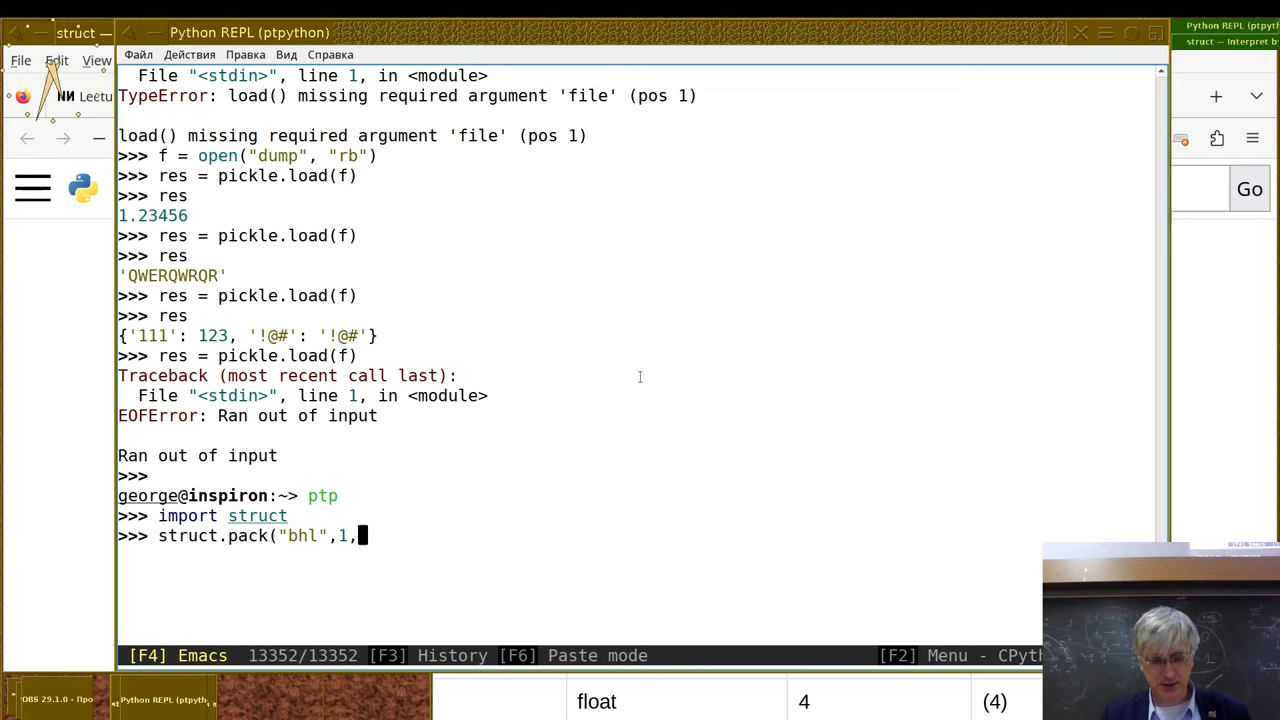 struct —
Python REPL (ptpython)
Python REPL (ptpyth
struct — Interpret b
File Edit View
Файл Действия Правка Вид Справка
Leetu
Go
File "<stdin>", line 1, in <module>
TypeError: load() missing required argument 'file' (pos 1)
load() missing required argument 'file' (pos 1)
>>> f = open("dump", "rb")
>>> res = pickle.load(f)
>>> res
1.23456
>>> res = pickle.load(f)
>>> res
'QWERQWRQR'
>>> res = pickle.load(f)
>>> res
{'111': 123, '!@#': '!@#'}
>>> res = pickle.load(f)
Traceback (most recent call last):
File "<stdin>", line 1, in <module>
EOFError: Ran out of input
Ran out of input
>>>
george@inspiron:~> ptp
>>> import struct
>>> struct.pack("bhl",1,
[F4] Emacs 13352/13352 [F3] History [F6] Paste mode [F2] Menu - CPyth
OBS 29.1.0 - Про
Python REPL (ptpyth
float 4 (4)